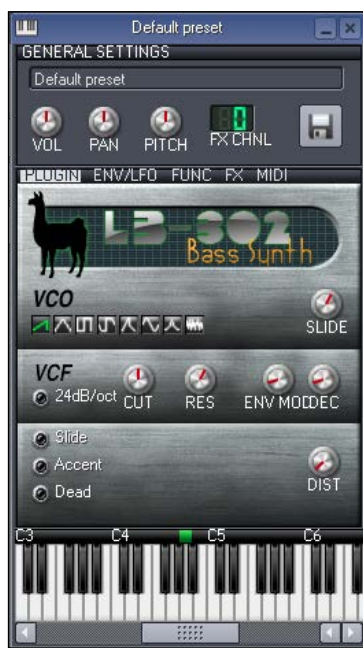 Default preset
GENERAL SETTINGS
Default preset
VOL PAN PITCH FX CHNL
0
PLUGIN ENV/LFO FUNC FX MIDI
LB-302
Bass Synth
VCO
SLIDE
VCF
24dB/oct CUT RES ENV MOD DEC
Slide
Accent
Dead
DIST
C3 C4 C5 C6